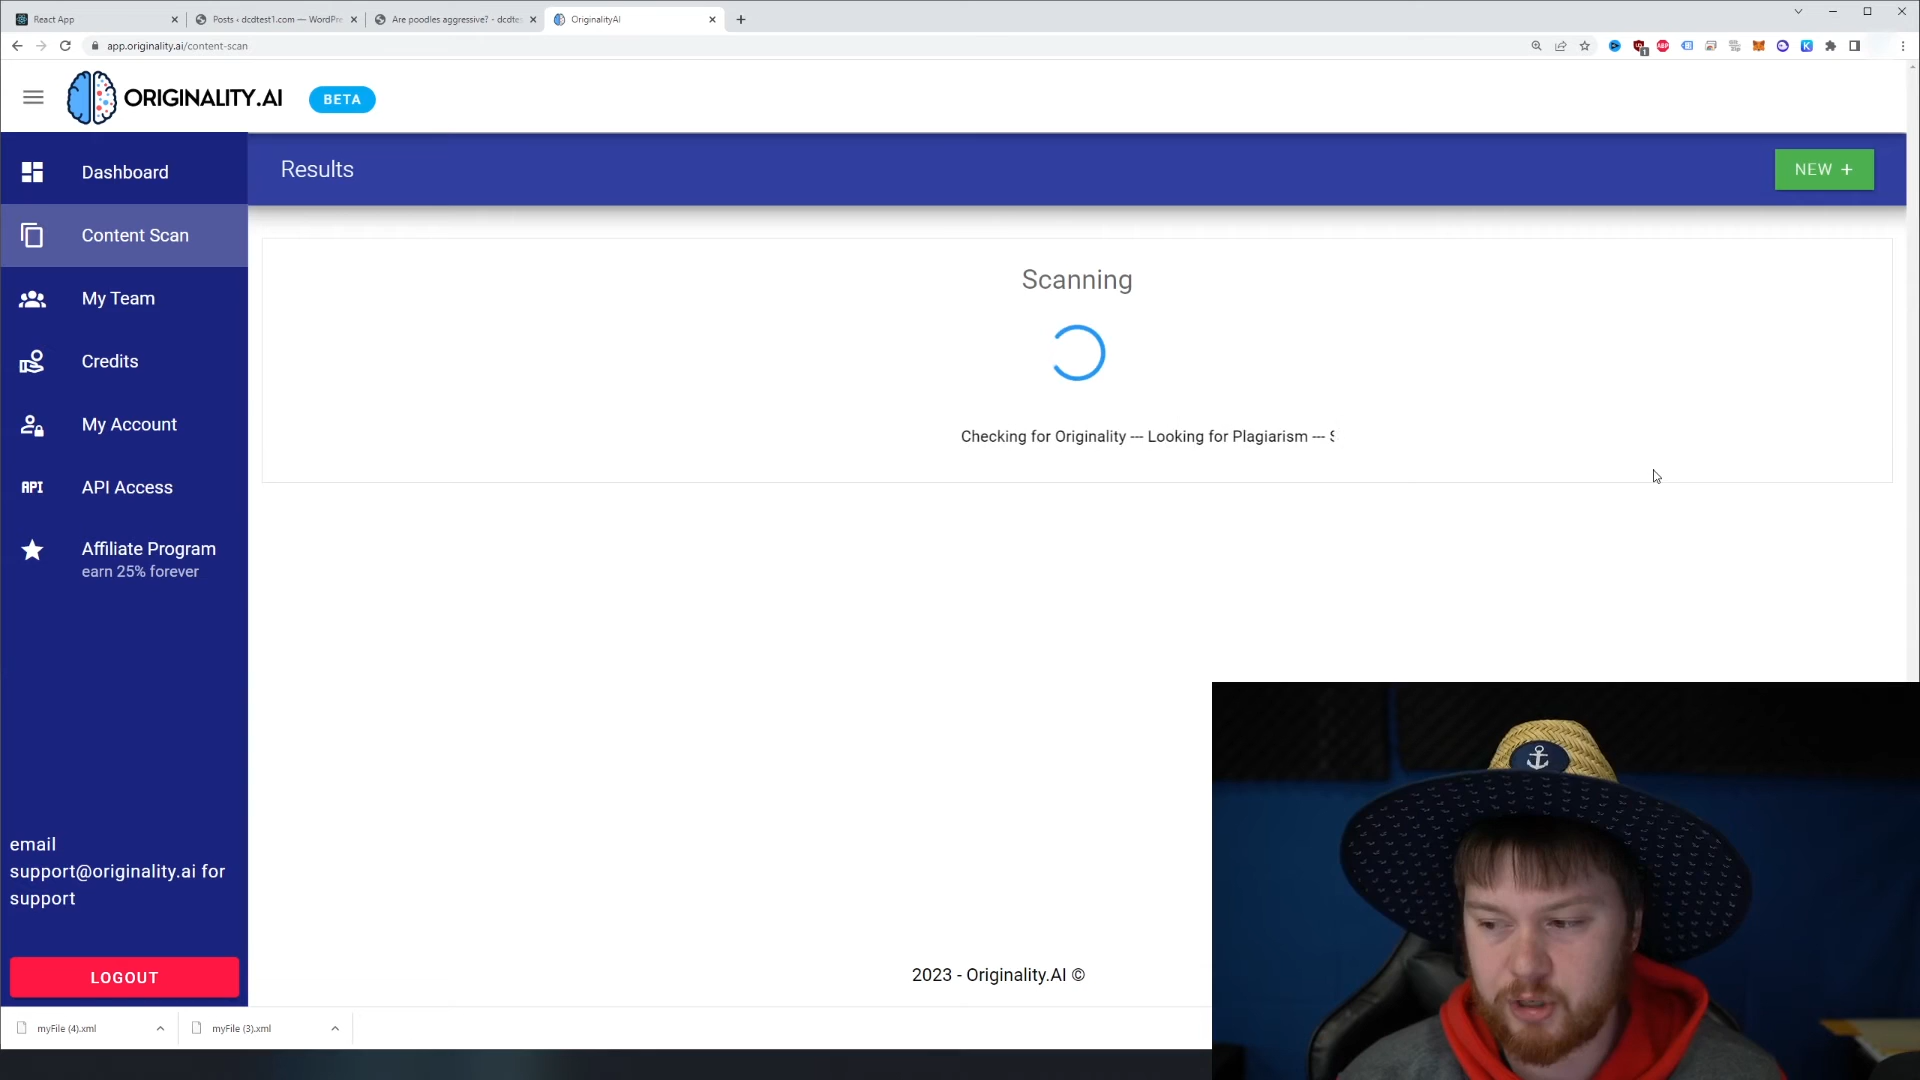 React App
Posts ‹ dcdtest1.com — WordPr
Are poodles aggressive? - dcdte
OriginalityAI
app.originality.ai/content-scan
ORIGINALITY.AI
BETA
Dashboard
Content Scan
My Team
Credits
My Account
API
API Access
Affiliate Program
earn 25% forever
email
support@originality.ai for
support
LOGOUT
Results
NEW +
Scanning
Checking for Originality --- Looking for Plagiarism --- S
2023 - Originality.AI ©
myFile (4).xml
myFile (3).xml
ABP